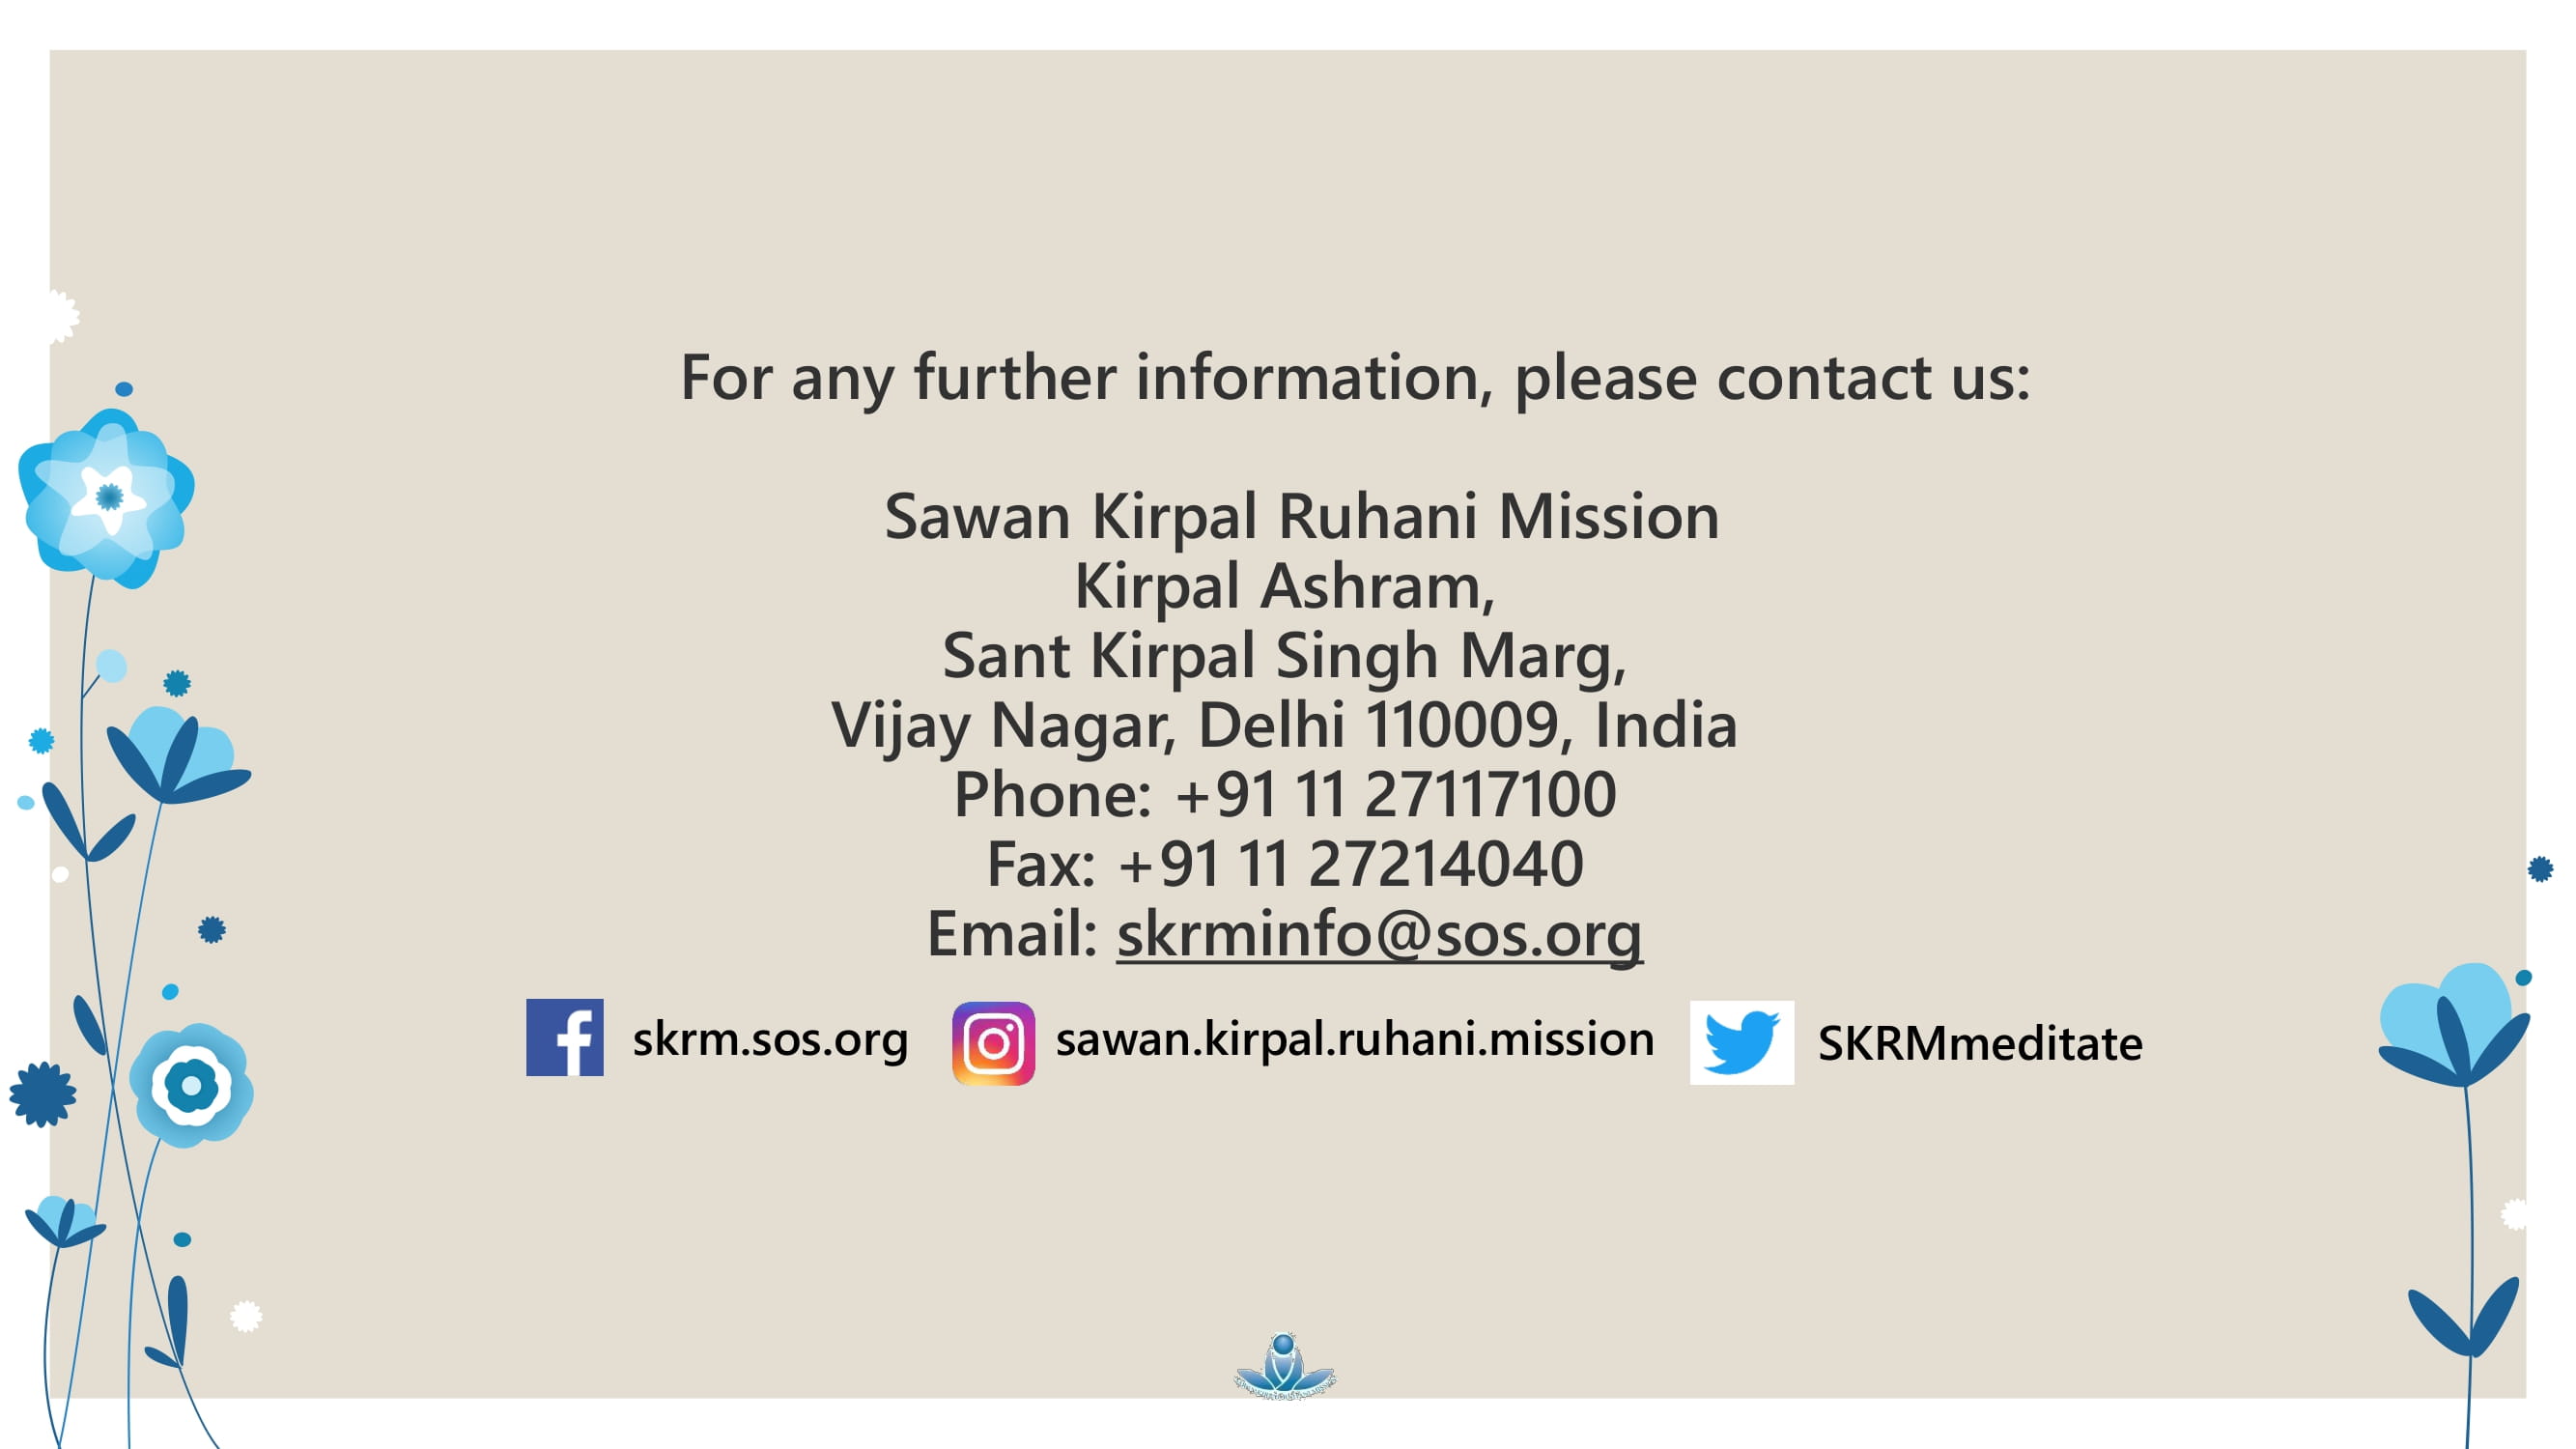 For any further information, please contact us:
Sawan Kirpal Ruhani Mission
Kirpal Ashram,
Sant Kirpal Singh Marg,
Vijay Nagar, Delhi 110009, India
Phone: +91 11 27117100
Fax: +91 11 27214040
Email: skrminfo@sos.org
skrm.sos.org sawan.kirpal.ruhani.mission SKRMmeditate